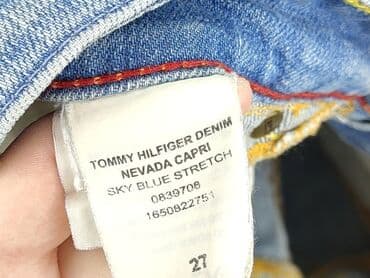 TOMMY HILFIGER DENIM
NEVADA CAPRI
SKY BLUE STRETCH
0839708
1650822751
27